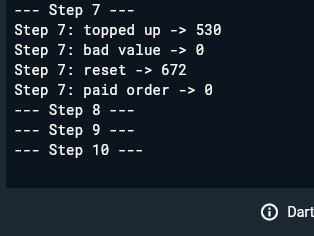 --- Step 7 ---
Step 7: topped up -> 530
Step 7: bad value -> 0
Step 7: reset -> 672
Step 7: paid order -> 0
--- Step 8 ---
--- Step 9 ---
--- Step 10 ---
Dart